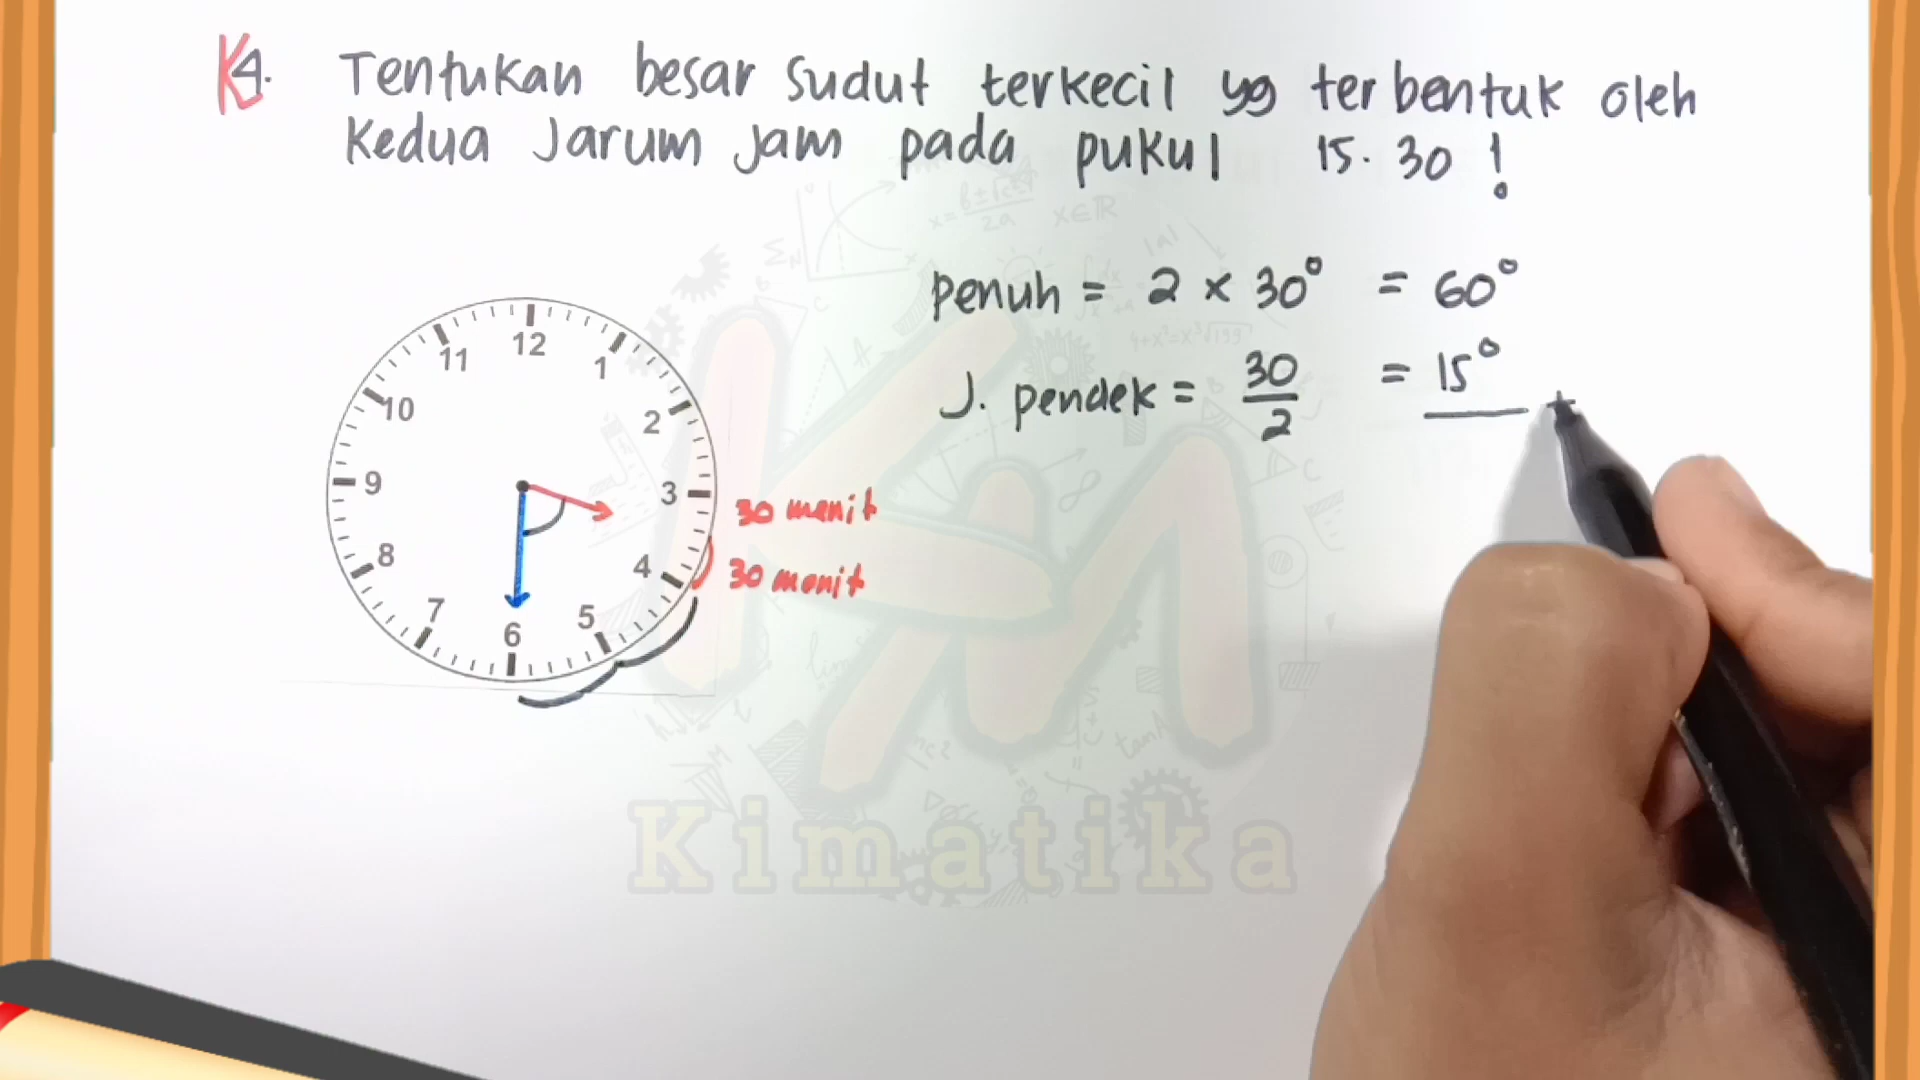 K4. Tentukan besar sudut terkecil yg terbentuk oleh
kedua jarum jam pada pukul 15.30 !
penuh = 2 x 30° = 60°
J. pendek = 30/2 = 15° +
12
11
1
10
2
9
3
8
4
7
5
6
30 menit
30 menit
Kimatika